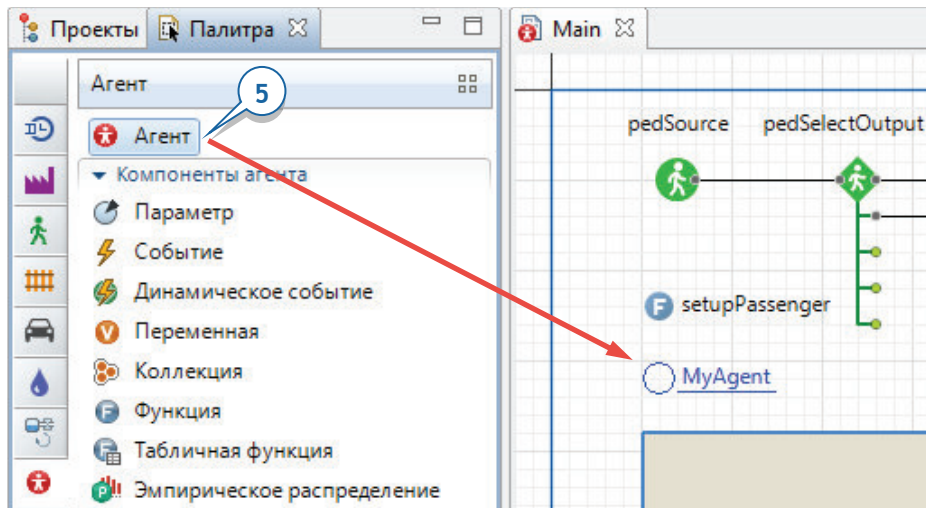 Проекты
Палитра
Main
Агент
5
Агент
Компоненты агента
Параметр
Событие
Динамическое событие
Переменная
Коллекция
Функция
Табличная функция
Эмпирическое распределение
pedSource
pedSelectOutput
F setupPassenger
MyAgent